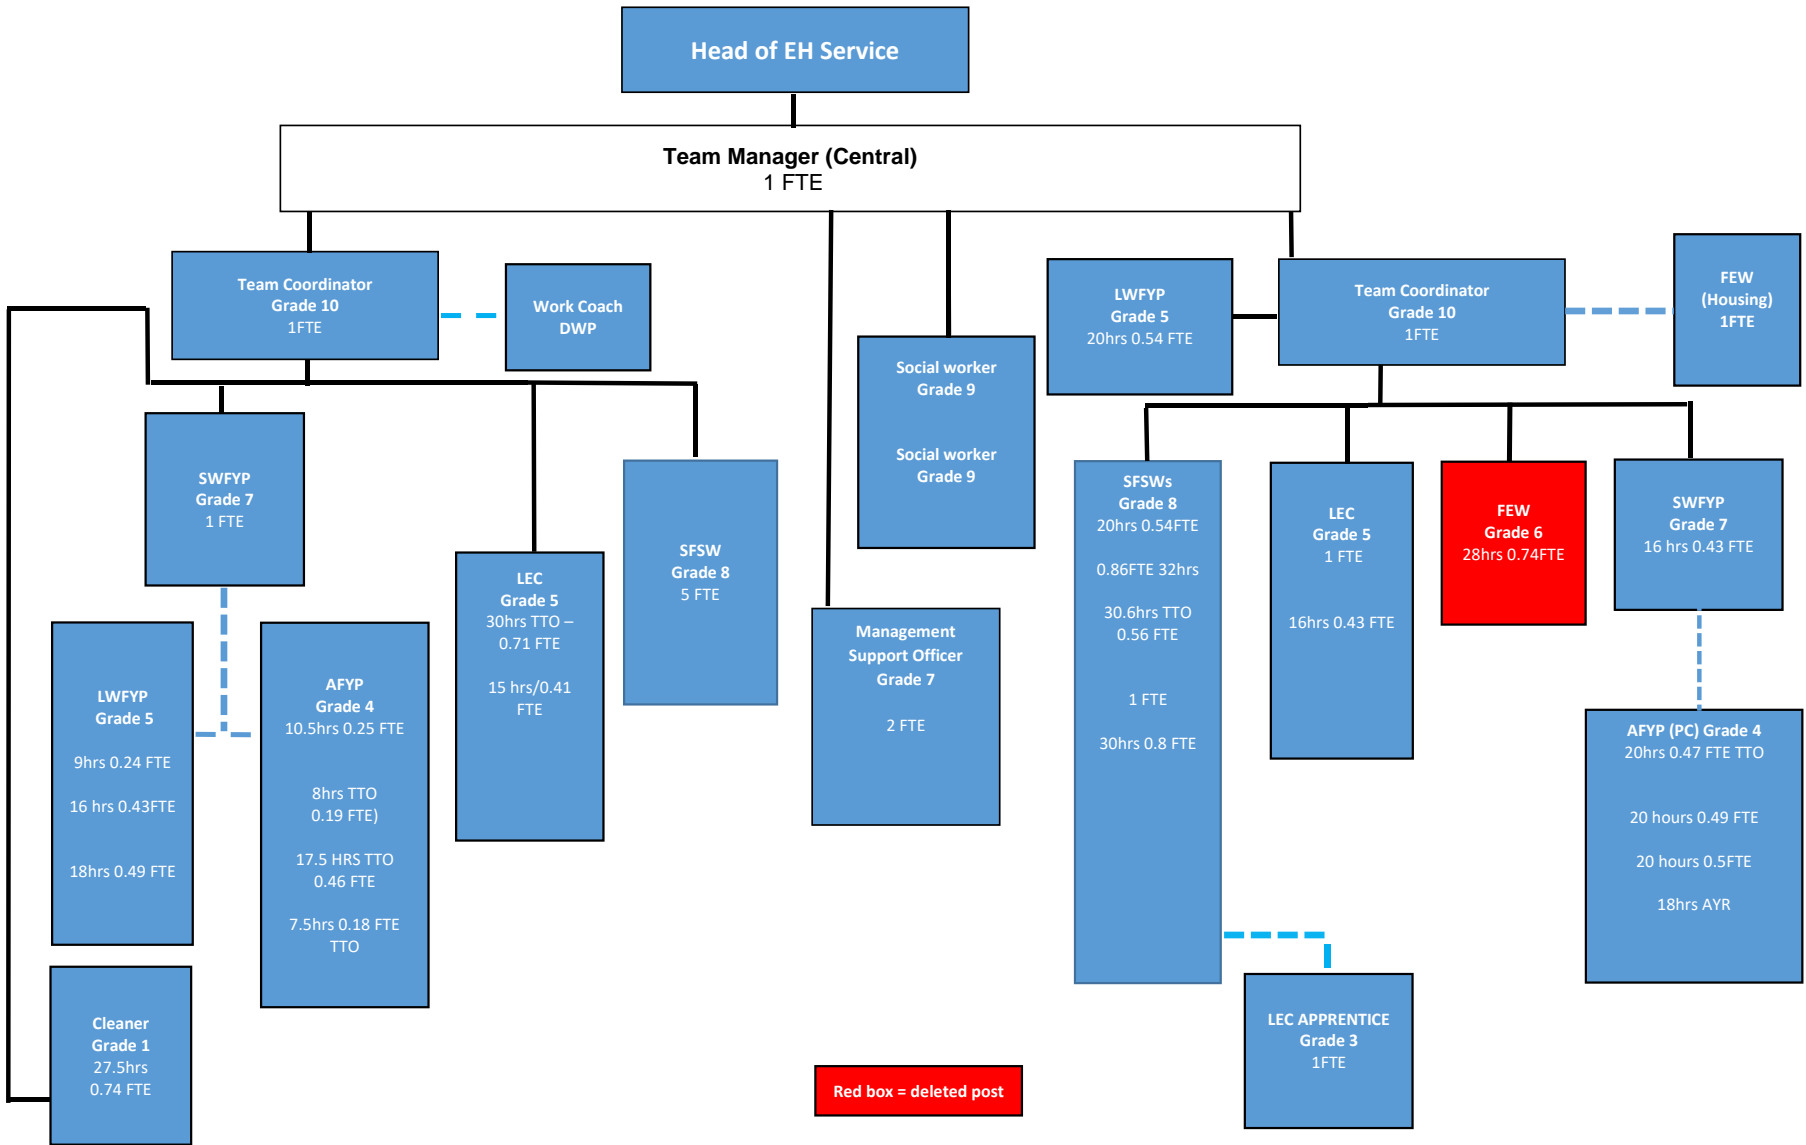 Head of EH Service
Team Manager (Central)
1 FTE
Team Coordinator
Grade 10
1FTE
Work Coach
DWP
Social worker
Grade 9
Social worker
Grade 9
LWFYP
Grade 5
20hrs 0.54 FTE
Team Coordinator
Grade 10
1FTE
FEW
(Housing)
1FTE
SWFYP
Grade 7
1 FTE
LEC
Grade 5
30hrs TTO –
0.71 FTE
15 hrs/0.41
FTE
SFSW
Grade 8
5 FTE
Management
Support Officer
Grade 7
2 FTE
SFSWs
Grade 8
20hrs 0.54FTE
0.86FTE 32hrs
30.6hrs TTO
0.56 FTE
1 FTE
30hrs 0.8 FTE
LEC
Grade 5
1 FTE
16hrs 0.43 FTE
FEW
Grade 6
28hrs 0.74FTE
SWFYP
Grade 7
16 hrs 0.43 FTE
LWFYP
Grade 5
9hrs 0.24 FTE
16 hrs 0.43FTE
18hrs 0.49 FTE
AFYP
Grade 4
10.5hrs 0.25 FTE
8hrs TTO
0.19 FTE)
17.5 HRS TTO
0.46 FTE
7.5hrs 0.18 FTE
TTO
AFYP (PC) Grade 4
20hrs 0.47 FTE TTO
20 hours 0.49 FTE
20 hours 0.5FTE
18hrs AYR
Cleaner
Grade 1
27.5hrs
0.74 FTE
LEC APPRENTICE
Grade 3
1FTE
Red box = deleted post